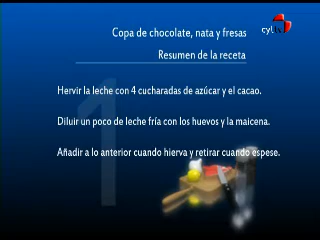 Copa de chocolate, nata y fresas
cyl
Resumen de la receta
Hervir la leche con 4 cucharadas de azúcar y el cacao.
Diluir un poco de leche fría con los huevos y la maicena.
Añadir a lo anterior cuando hierva y retirar cuando espese.
1